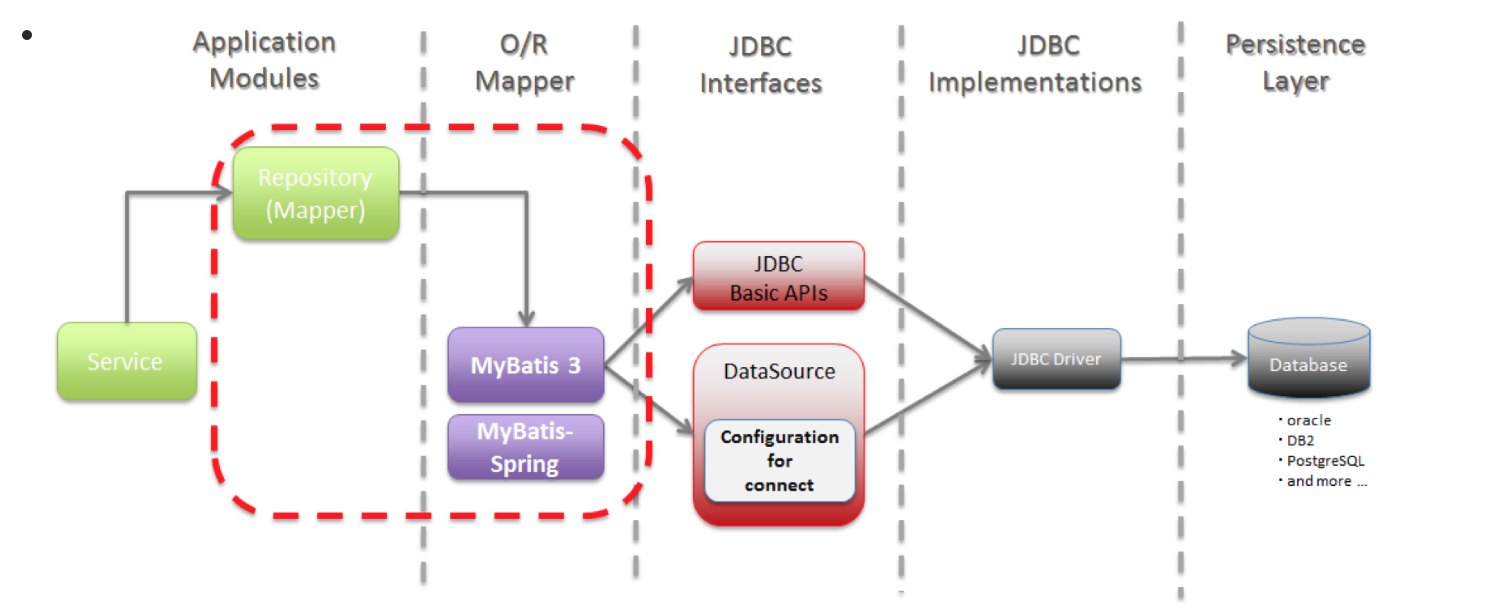 Application
Modules
O/R
Mapper
JDBC
Interfaces
JDBC
Implementations
Persistence
Layer
Repository
(Mapper)
Service
MyBatis 3
MyBatis-
Spring
JDBC
Basic APIs
DataSource
Configuration
for
connect
JDBC Driver
Database
・oracle
・DB2
・PostgreSQL
・and more ...